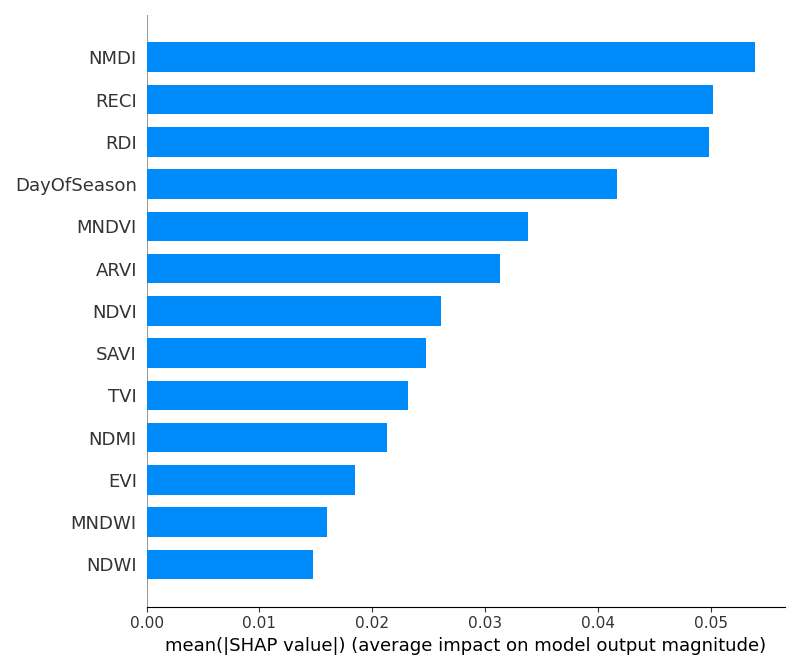 NMDI
RECI
RDI
DayOfSeason
MNDVI
ARVI
NDVI
SAVI
TVI
NDMI
EVI
MNDWI
NDWI
0.00 0.01 0.02 0.03 0.04 0.05
mean(|SHAP value|) (average impact on model output magnitude)